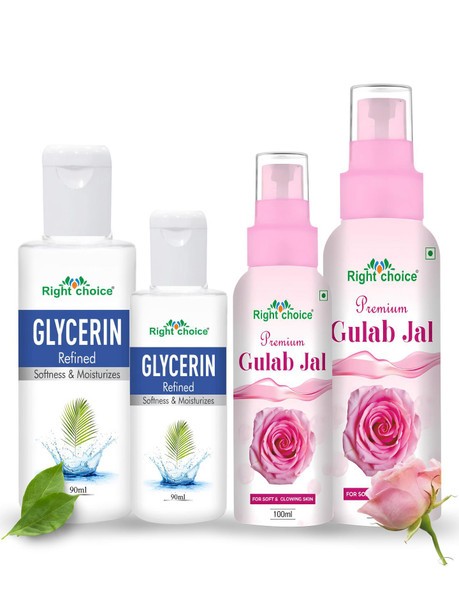 Right choice
GLYCERIN
Refined
Softness & Moisturizes
90ml
Right choice
GLYCERIN
Refined
Softness & Moisturizes
90ml
Right choice
Premium
Gulab Jal
FOR SOFT & CLOWING SKIN
100ml
Right choice
Premium
Gulab Jal
FOR SO